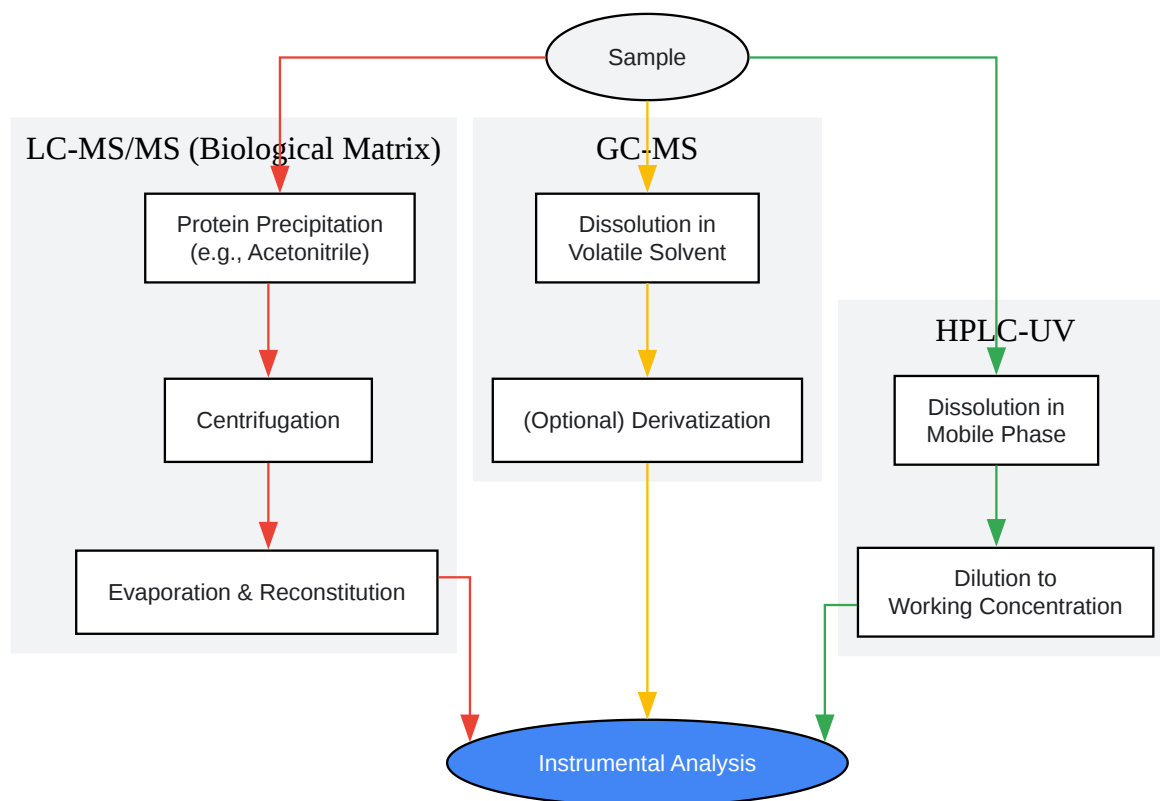 Sample
LC-MS/MS (Biological Matrix)
Protein Precipitation
(e.g., Acetonitrile)
Centrifugation
Evaporation & Reconstitution
GC-MS
Dissolution in
Volatile Solvent
(Optional) Derivatization
HPLC-UV
Dissolution in
Mobile Phase
Dilution to
Working Concentration
Instrumental Analysis